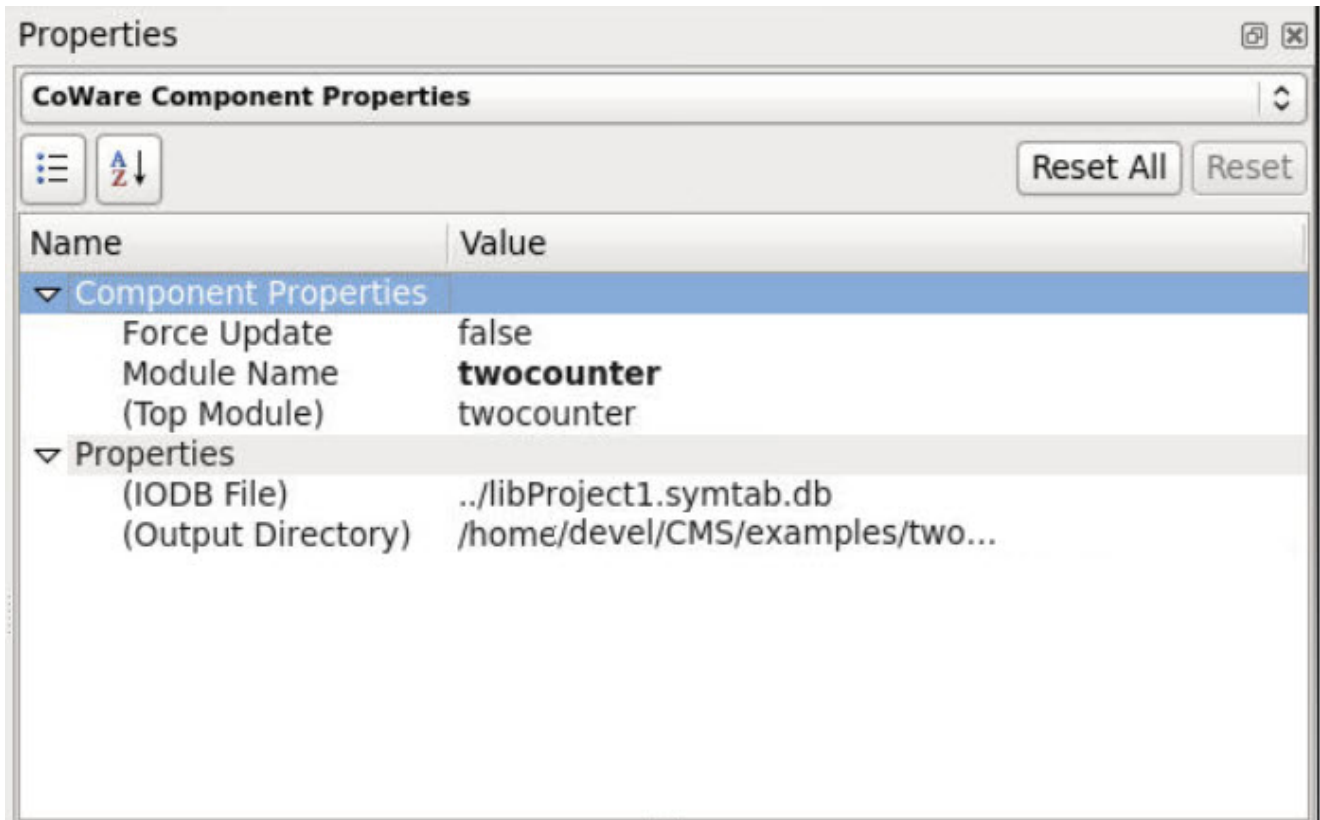 Properties
CoWare Component Properties
A Z Reset All Reset
Name Value
Component Properties
Force Update false
Module Name twocounter
(Top Module) twocounter
Properties
(IODB File) ../libProject1.symtab.db
(Output Directory) /home/devel/CMS/examples/two...